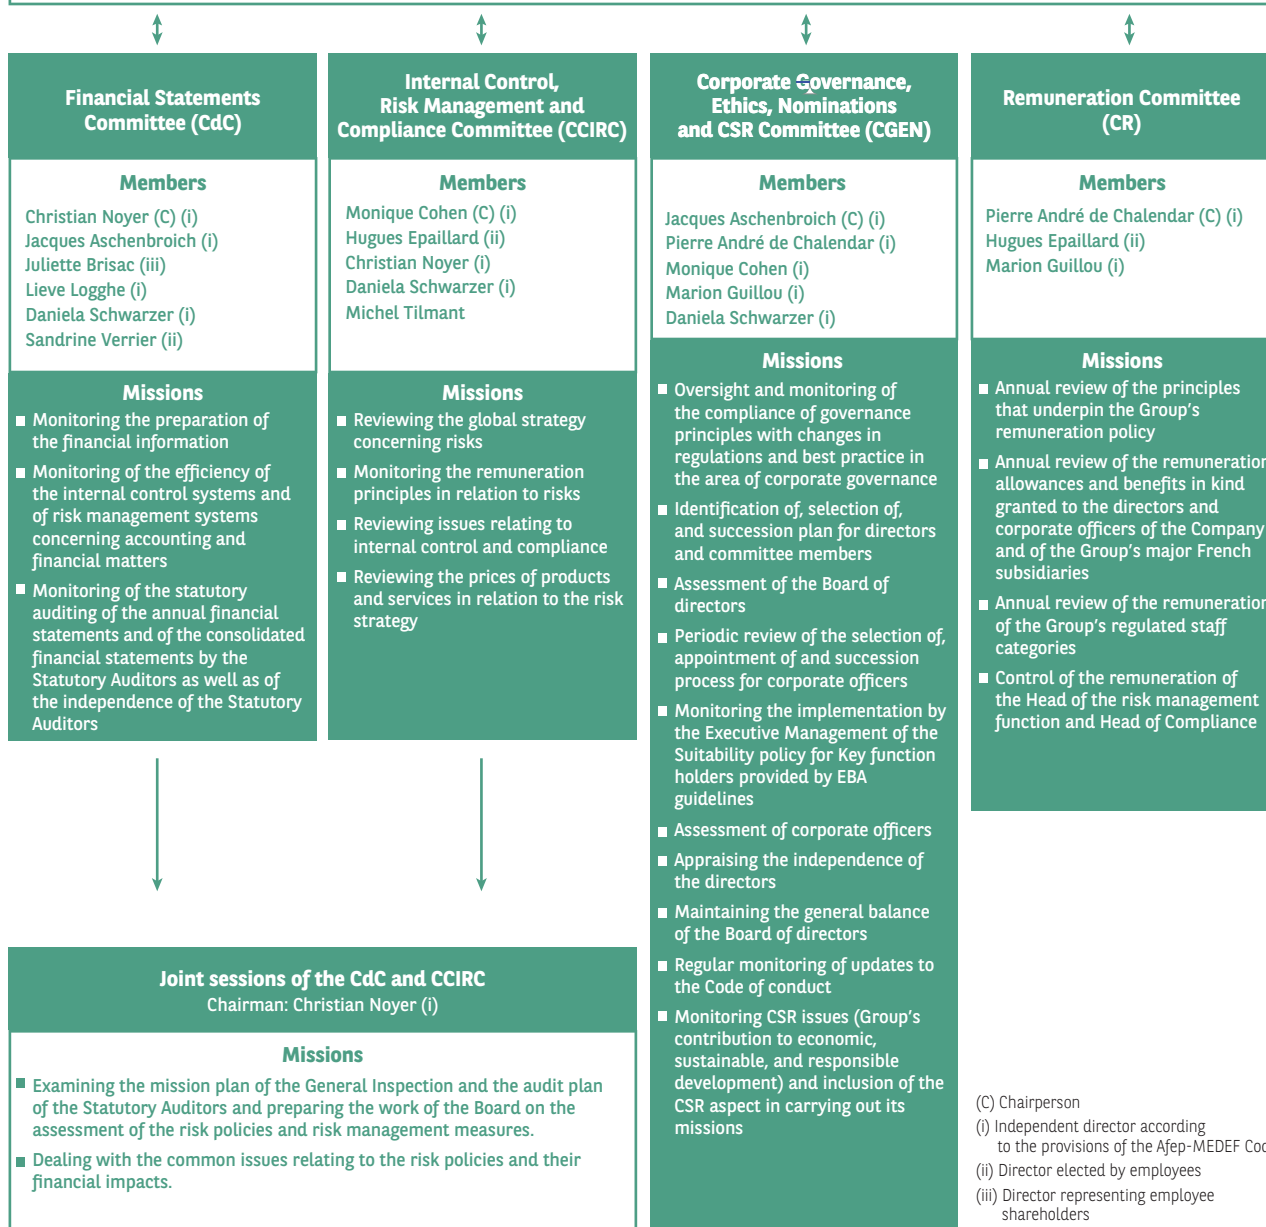 Financial Statements
Committee (CdC)
Members
Christian Noyer (C) (i)
Jacques Aschenbroich (i)
Juliette Brisac (iii)
Lieve Logghe (i)
Daniela Schwarzer (i)
Sandrine Verrier (ii)
Missions
Monitoring the preparation of
the financial information
Monitoring of the efficiency of
the internal control systems and
of risk management systems
concerning accounting and
financial matters
Monitoring of the statutory
auditing of the annual financial
statements and of the consolidated
financial statements by the
Statutory Auditors as well as of
the independence of the Statutory
Auditors
Internal Control,
Risk Management and
Compliance Committee (CCIRC)
Members
Monique Cohen (C) (i)
Hugues Epaillard (ii)
Christian Noyer (i)
Daniela Schwarzer (i)
Michel Tilmant
Missions
Reviewing the global strategy
concerning risks
Monitoring the remuneration
principles in relation to risks
Reviewing issues relating to
internal control and compliance
Reviewing the prices of products
and services in relation to the risk
strategy
Joint sessions of the CdC and CCIRC
Chairman: Christian Noyer (i)
Missions
Examining the mission plan of the General Inspection and the audit plan
of the Statutory Auditors and preparing the work of the Board on the
assessment of the risk policies and risk management measures.
Dealing with the common issues relating to the risk policies and their
financial impacts.
Corporate Governance,
Ethics, Nominations
and CSR Committee (CGEN)
Members
Jacques Aschenbroich (C) (i)
Pierre André de Chalendar (i)
Monique Cohen (i)
Marion Guillou (i)
Daniela Schwarzer (i)
Missions
Oversight and monitoring of
the compliance of governance
principles with changes in
regulations and best practice in
the area of corporate governance
Identification of, selection of,
and succession plan for directors
and committee members
Assessment of the Board of
directors
Periodic review of the selection of,
appointment of and succession
process for corporate officers
Monitoring the implementation by
the Executive Management of the
Suitability policy for Key function
holders provided by EBA
guidelines
Assessment of corporate officers
Appraising the independence of
the directors
Maintaining the general balance
of the Board of directors
Regular monitoring of updates to
the Code of conduct
Monitoring CSR issues (Group's
contribution to economic,
sustainable, and responsible
development) and inclusion of the
CSR aspect in carrying out its
missions
Remuneration Committee
(CR)
Members
Pierre André de Chalendar (C) (i)
Hugues Epaillard (ii)
Marion Guillou (i)
Missions
Annual review of the principles
that underpin the Group's
remuneration policy
Annual review of the remuneration
allowances and benefits in kind
granted to the directors and
corporate officers of the Company
and of the Group's major French
subsidiaries
Annual review of the remuneration
of the Group's regulated staff
categories
Control of the remuneration of
the Head of the risk management
function and Head of Compliance
(C) Chairperson
(i) Independent director according
to the provisions of the Afep-MEDEF
(ii) Director elected by employees
(iii) Director representing employee
shareholders